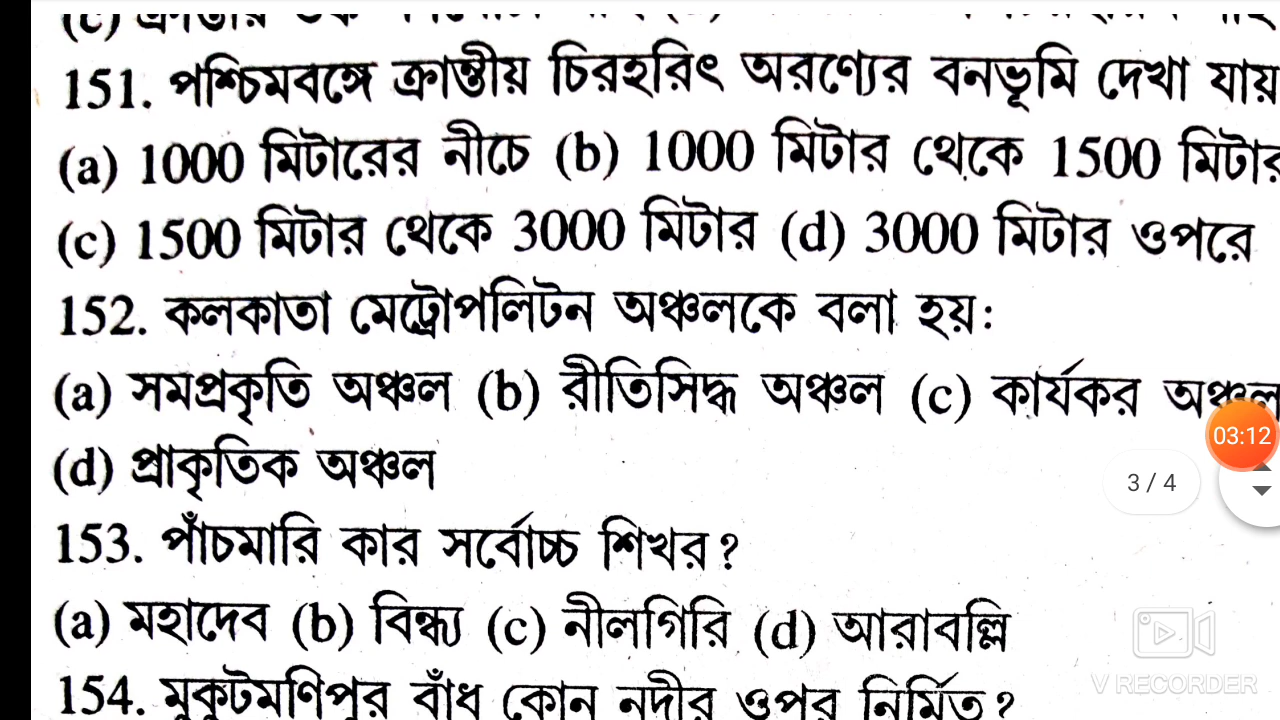 151. পশ্চিমবঙ্গে ক্রান্তীয় চিরহরিৎ অরণ্যের বনভূমি দেখা যায়
(a) 1000 মিটারের নীচে (b) 1000 মিটার থেকে 1500 মিটার
(c) 1500 মিটার থেকে 3000 মিটার (d) 3000 মিটার ওপরে
152. কলকাতা মেট্রোপলিটন অঞ্চলকে বলা হয়ঃ
(a) সমপ্রকৃতি অঞ্চল (b) রীতিসিদ্ধ অঞ্চল (c) কার্যকর অঞ্চল
03:12
(d) প্রাকৃতিক অঞ্চল
3 / 4
153. পাঁচমারি কার সর্বোচ্চ শিখর?
(a) মহাদেব (b) বিন্ধ্য (c) নীলগিরি (d) আরাবল্লি
V RECORDER
154. মুকুটমণিপুর বাঁধ কোন নদীর ওপর নির্মিত?